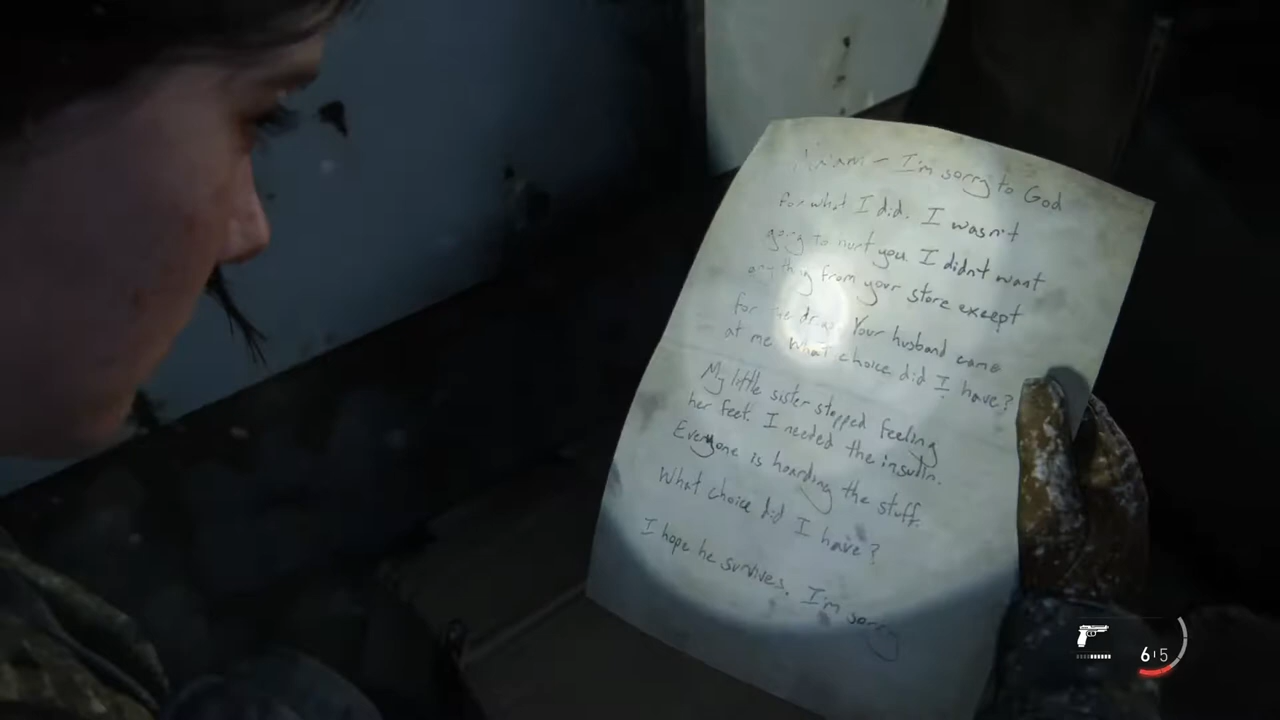 I'm sorry to God
for what I did. I wasn't
going to hurt you. I didn't want
anything from your store except
for the drugs. Your husband came
at me. What choice did I have?
My little sister stopped feeling
her feet. I needed the insulin.
Everyone is hoarding the stuff.
What choice did I have?
I hope he survives. I'm sorry
6 5